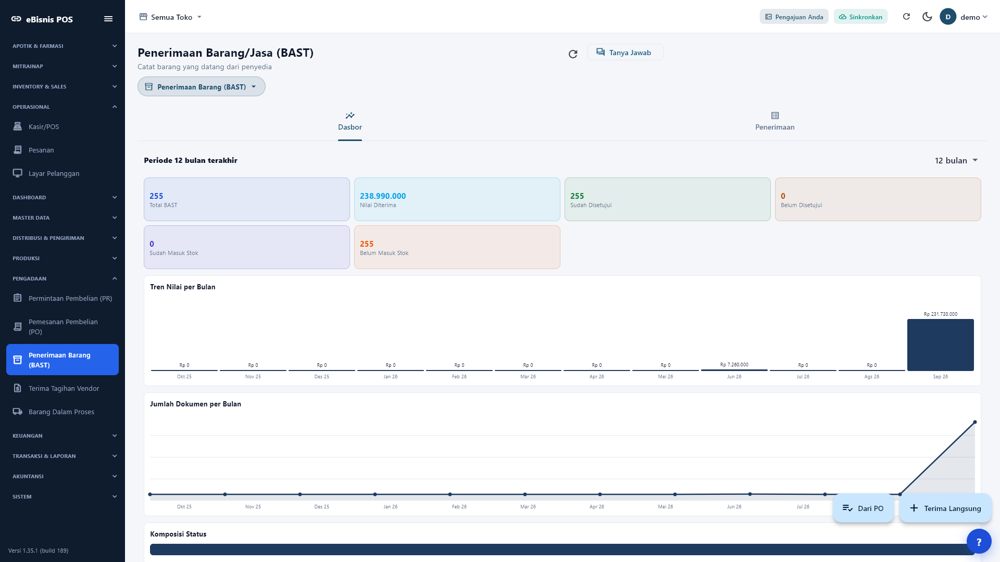 eBisnis POS
APOTIK & FARMASI
MITRAINAP
INVENTORY & SALES
OPERASIONAL
Kasir/POS
Pesanan
Layar Pelanggan
DASHBOARD
MASTER DATA
DISTRIBUSI & PENGIRIMAN
PRODUKSI
PENGADAAN
Permintaan Pembelian (PR)
Pemesanan Pembelian
(PO)
Penerimaan Barang
(BAST)
Terima Tagihan Vendor
Barang Dalam Proses
KEUANGAN
TRANSAKSI & LAPORAN
AKUNTANSI
SISTEM
Versi 1.35.1 (build 189)
Semua Toko
Pengajuan Anda
Sinkronkan
D
demo
Penerimaan Barang/Jasa (BAST)
Catat barang yang datang dari penyedia
Tanya Jawab
Penerimaan Barang (BAST)
Dasbor
Penerimaan
Periode 12 bulan terakhir
12 bulan
255
Total BAST
238.990.000
Nilai Diterima
255
Sudah Disetujui
0
Belum Disetujui
0
Sudah Masuk Stok
255
Belum Masuk Stok
Tren Nilai per Bulan
Rp 0 Rp 0 Rp 0 Rp 0 Rp 0 Rp 0 Rp 0 Rp 0 Rp 7.260.000 Rp 0 Rp 0 Rp 231.730.000
Okt 25 Nov 25 Des 25 Jan 26 Feb 26 Mar 26 Apr 26 Mei 26 Jun 26 Jul 26 Ags 26 Sep 26
Jumlah Dokumen per Bulan
Okt 25 Nov 25 Des 25 Jan 26 Feb 26 Mar 26 Apr 26 Mei 26 Jun 26 Jul 26
Dari PO
Terima Langsung
Komposisi Status
?